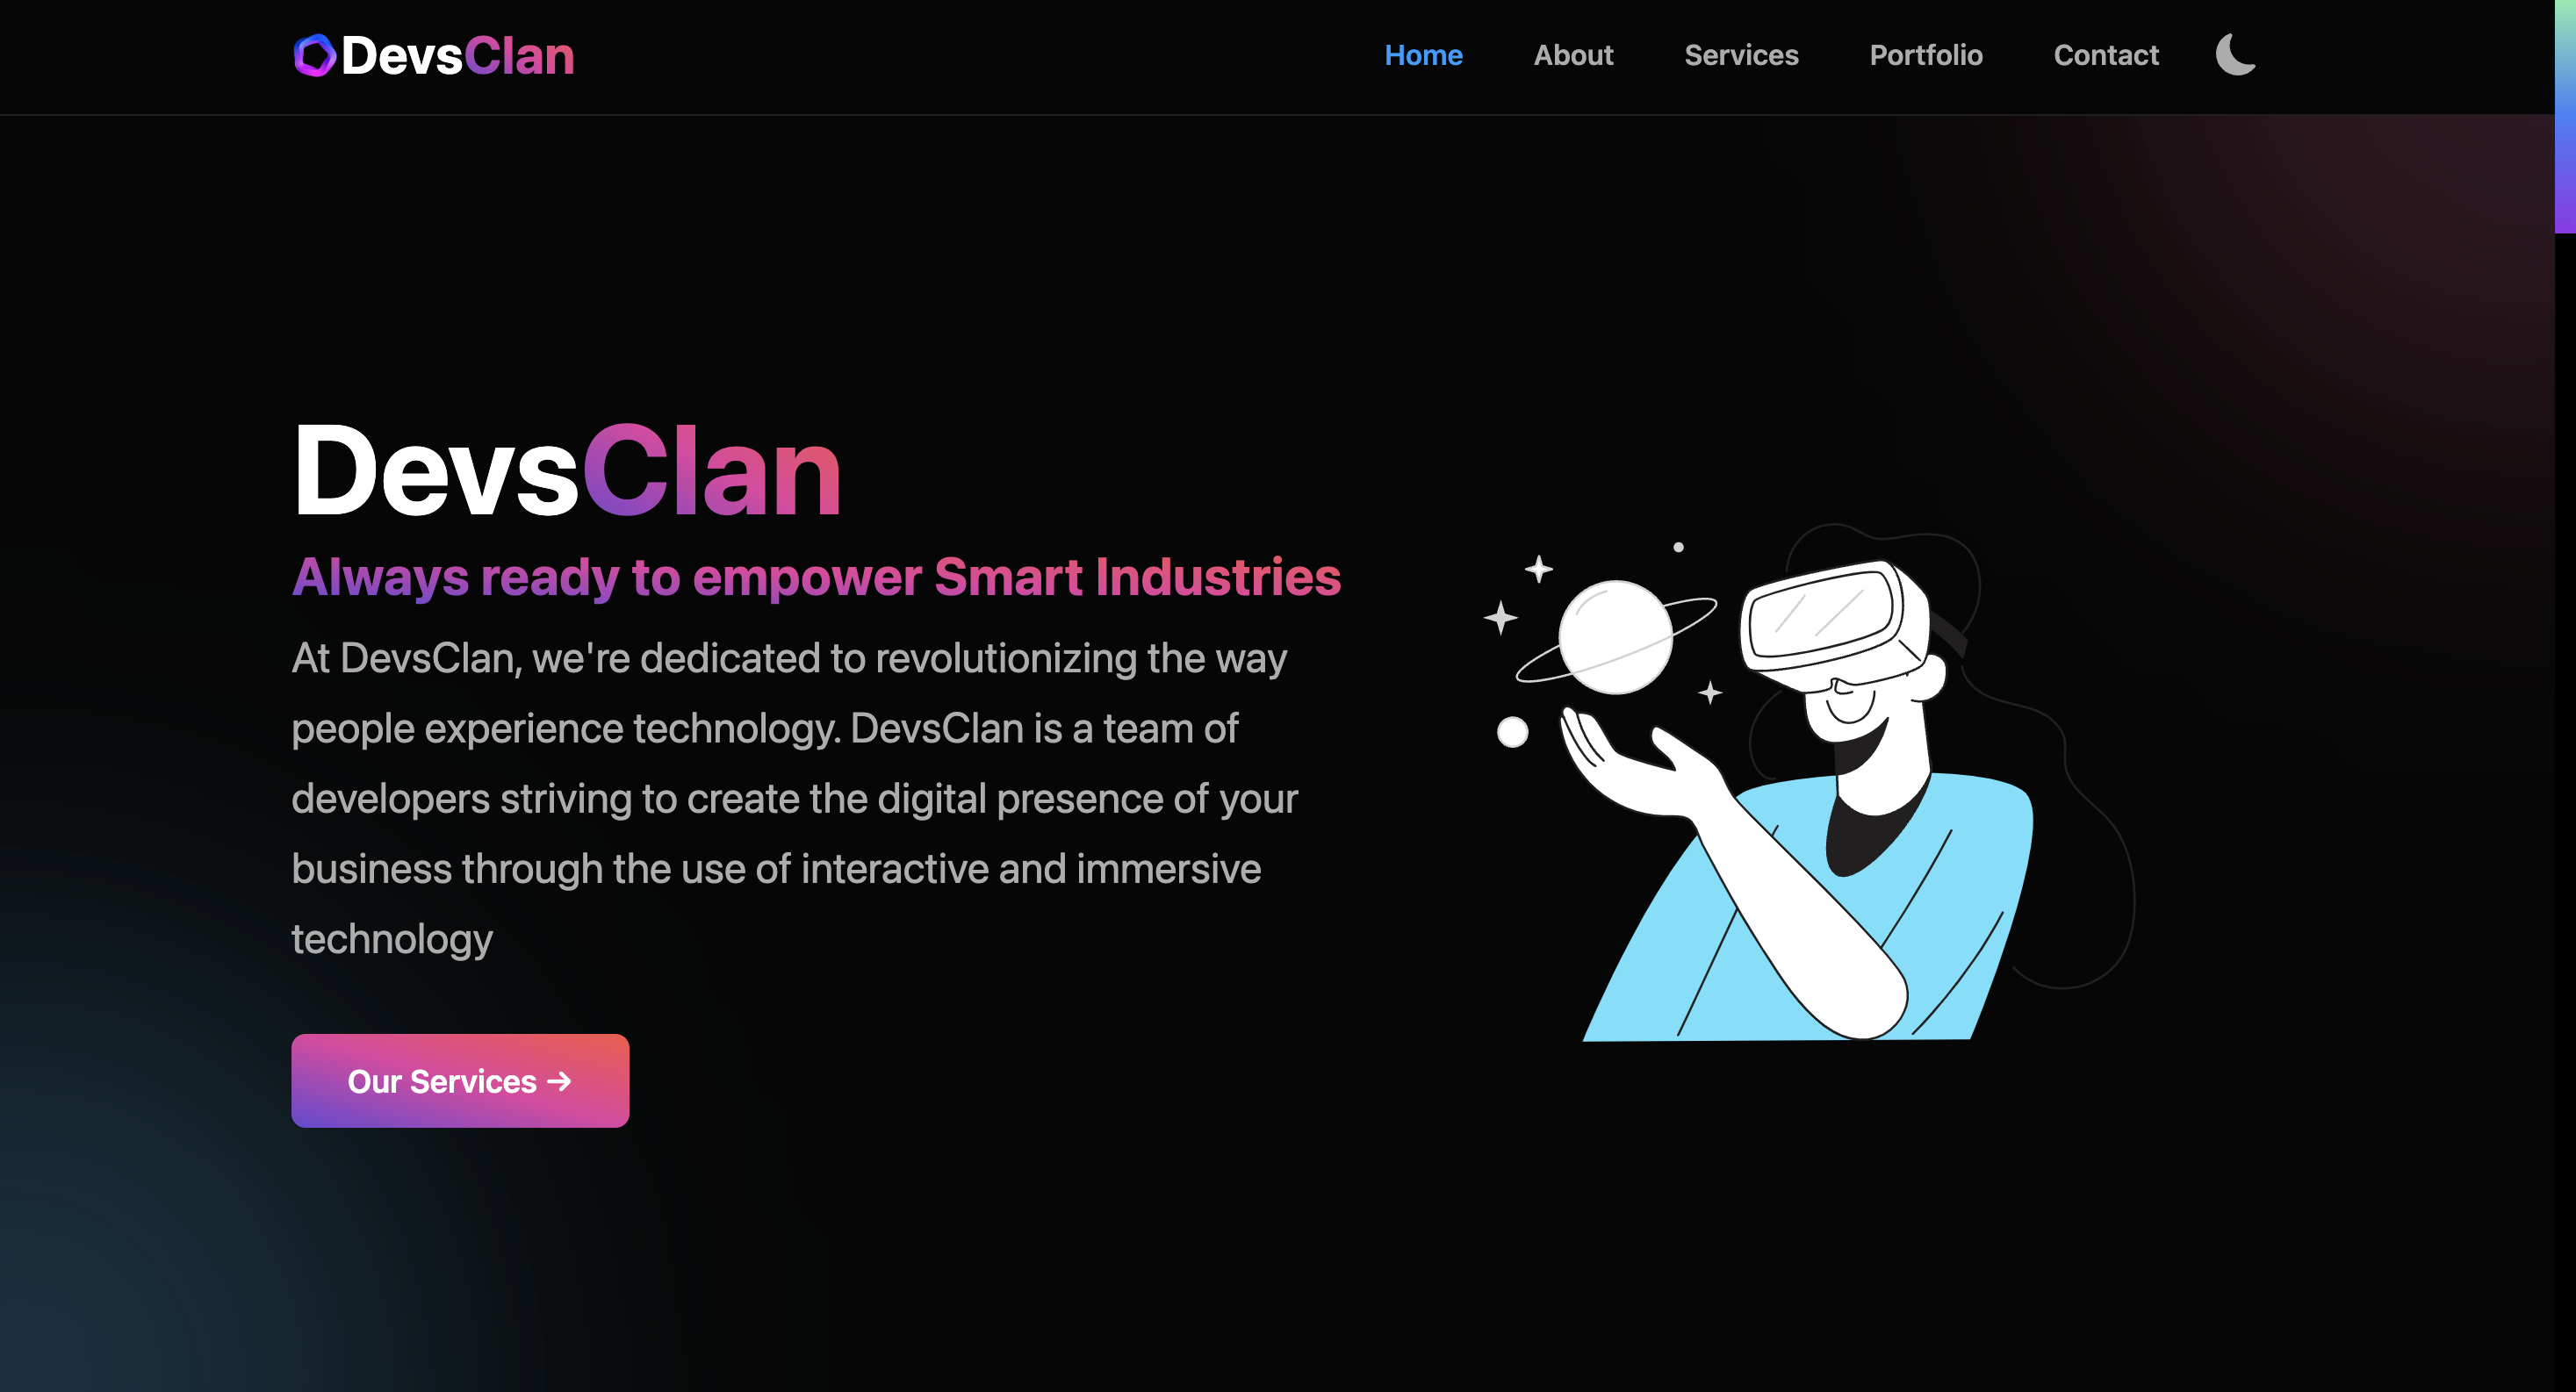 DevsClan
Home About Services Portfolio Contact
DevsClan
Always ready to empower Smart Industries
At DevsClan, we're dedicated to revolutionizing the way
people experience technology. DevsClan is a team of
developers striving to create the digital presence of your
business through the use of interactive and immersive
technology
Our Services →